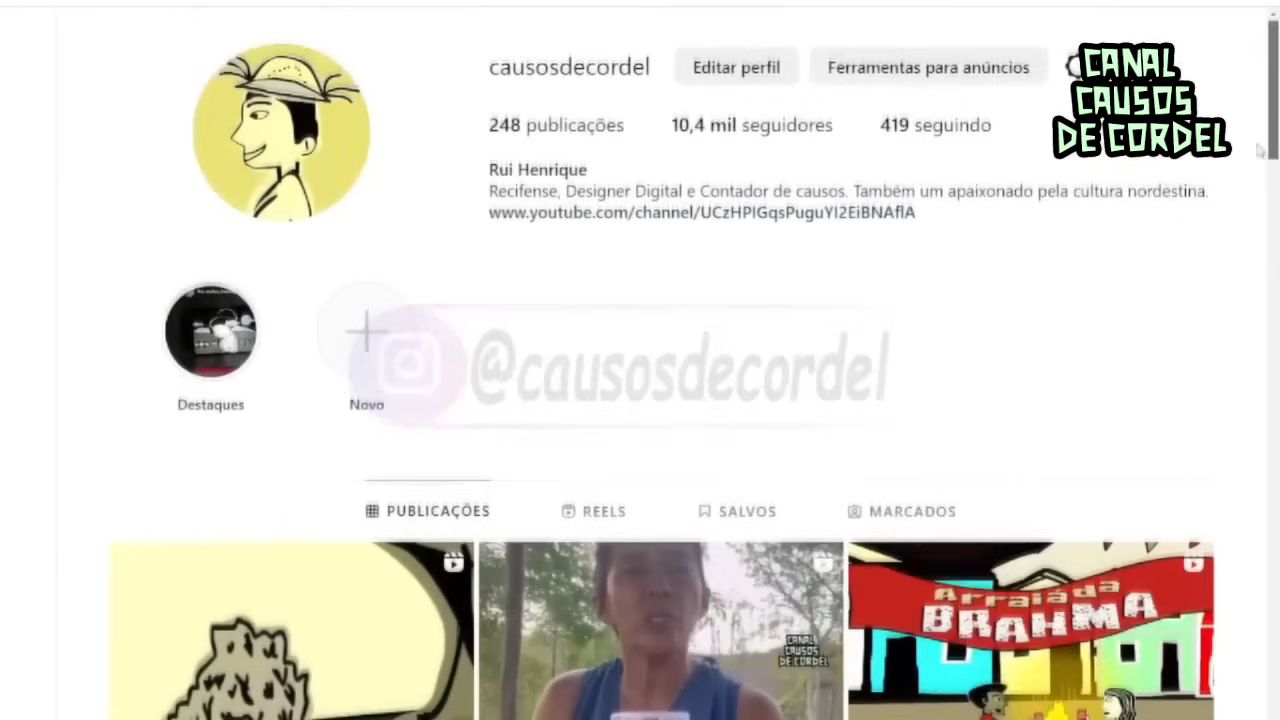 causosdecordel Editar perfil Ferramentas para anúncios
CANAL
CAUSOS
DE CORDEL
248 publicações 10,4 mil seguidores 419 seguindo
Rui Henrique
Recifense, Designer Digital e Contador de causos. Também um apaixonado pela cultura nordestina.
www.youtube.com/channel/UCzHPIGqsPuguYI2EiBNAflA
@causosdecordel
Destaques Novo
PUBLICAÇÕES REELS SALVOS MARCADOS
Arraiá da
BRAHMA
CANAL
CAUSOS
DE CORDEL